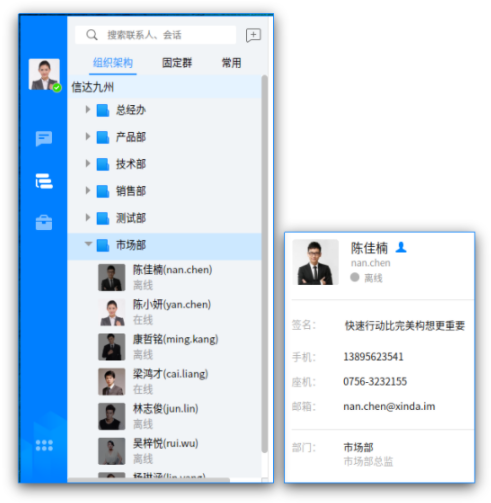 搜索联系人、会话
组织架构 固定群 常用
信达九州
总经办
产品部
技术部
销售部
测试部
市场部
陈佳楠(nan.chen)
离线
陈小妍(yan.chen)
在线
康哲铭(ming.kang)
离线
梁鸿才(cai.liang)
在线
林志俊(jun.lin)
离线
吴梓悦(rui.wu)
离线
陈佳楠
nan.chen
离线
签名: 快速行动比完美构想更重要
手机: 13895623541
座机: 0756-3232155
邮箱: nan.chen@xinda.im
部门: 市场部
市场部总监